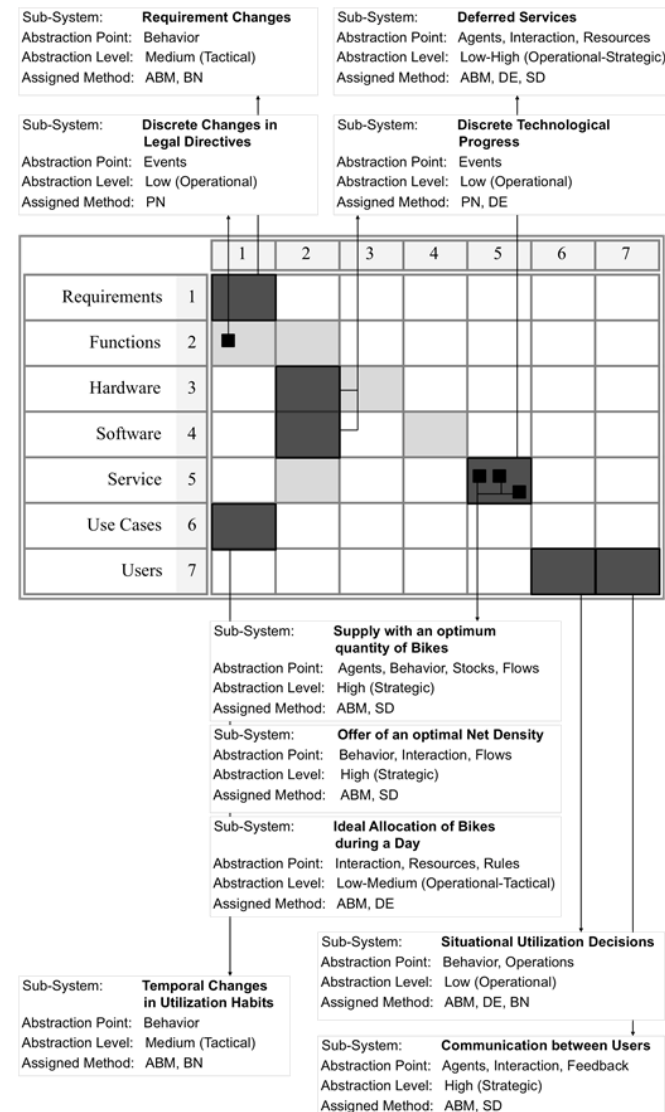 Sub-System: Requirement Changes
Abstraction Point: Behavior
Abstraction Level: Medium (Tactical)
Assigned Method: ABM, BN
Sub-System: Deferred Services
Abstraction Point: Agents, Interaction, Resources
Abstraction Level: Low-High (Operational-Strategic)
Assigned Method: ABM, DE, SD
Sub-System: Discrete Changes in
Legal Directives
Abstraction Point: Events
Abstraction Level: Low (Operational)
Assigned Method: PN
Sub-System: Discrete Technological
Progress
Abstraction Point: Events
Abstraction Level: Low (Operational)
Assigned Method: PN, DE
1 2 3 4 5 6 7
Requirements 1
Functions 2
Hardware 3
Software 4
Service 5
Use Cases 6
Users 7
Sub-System: Supply with an optimum
quantity of Bikes
Abstraction Point: Agents, Behavior, Stocks, Flows
Abstraction Level: High (Strategic)
Assigned Method: ABM, SD
Sub-System: Offer of an optimal Net Density
Abstraction Point: Behavior, Interaction, Flows
Abstraction Level: High (Strategic)
Assigned Method: ABM, SD
Sub-System: Ideal Allocation of Bikes
during a Day
Abstraction Point: Interaction, Resources, Rules
Abstraction Level: Low-Medium (Operational-Tactical)
Assigned Method: ABM, DE
Sub-System: Situational Utilization Decisions
Abstraction Point: Behavior, Operations
Abstraction Level: Low (Operational)
Assigned Method: ABM, DE, BN
Sub-System: Temporal Changes
in Utilization Habits
Abstraction Point: Behavior
Abstraction Level: Medium (Tactical)
Assigned Method: ABM, BN
Sub-System: Communication between Users
Abstraction Point: Agents, Interaction, Feedback
Abstraction Level: High (Strategic)
Assigned Method: ABM, SD